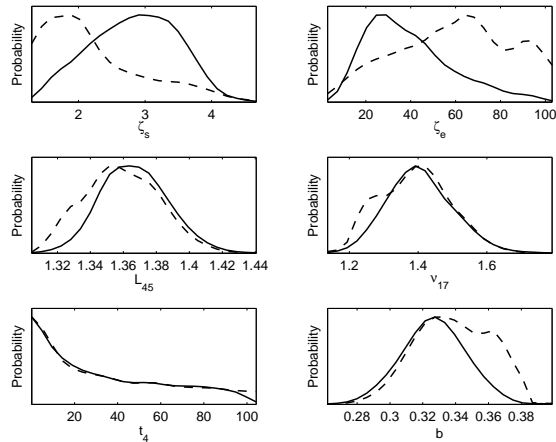 Probability
2 3 4
ζs
Probability
20 40 60 80 100
ζe
Probability
1.32 1.34 1.36 1.38 1.4 1.42 1.44
L45
Probability
1.2 1.4 1.6
ν17
Probability
20 40 60 80 100
t4
Probability
0.28 0.3 0.32 0.34 0.36 0.38
b